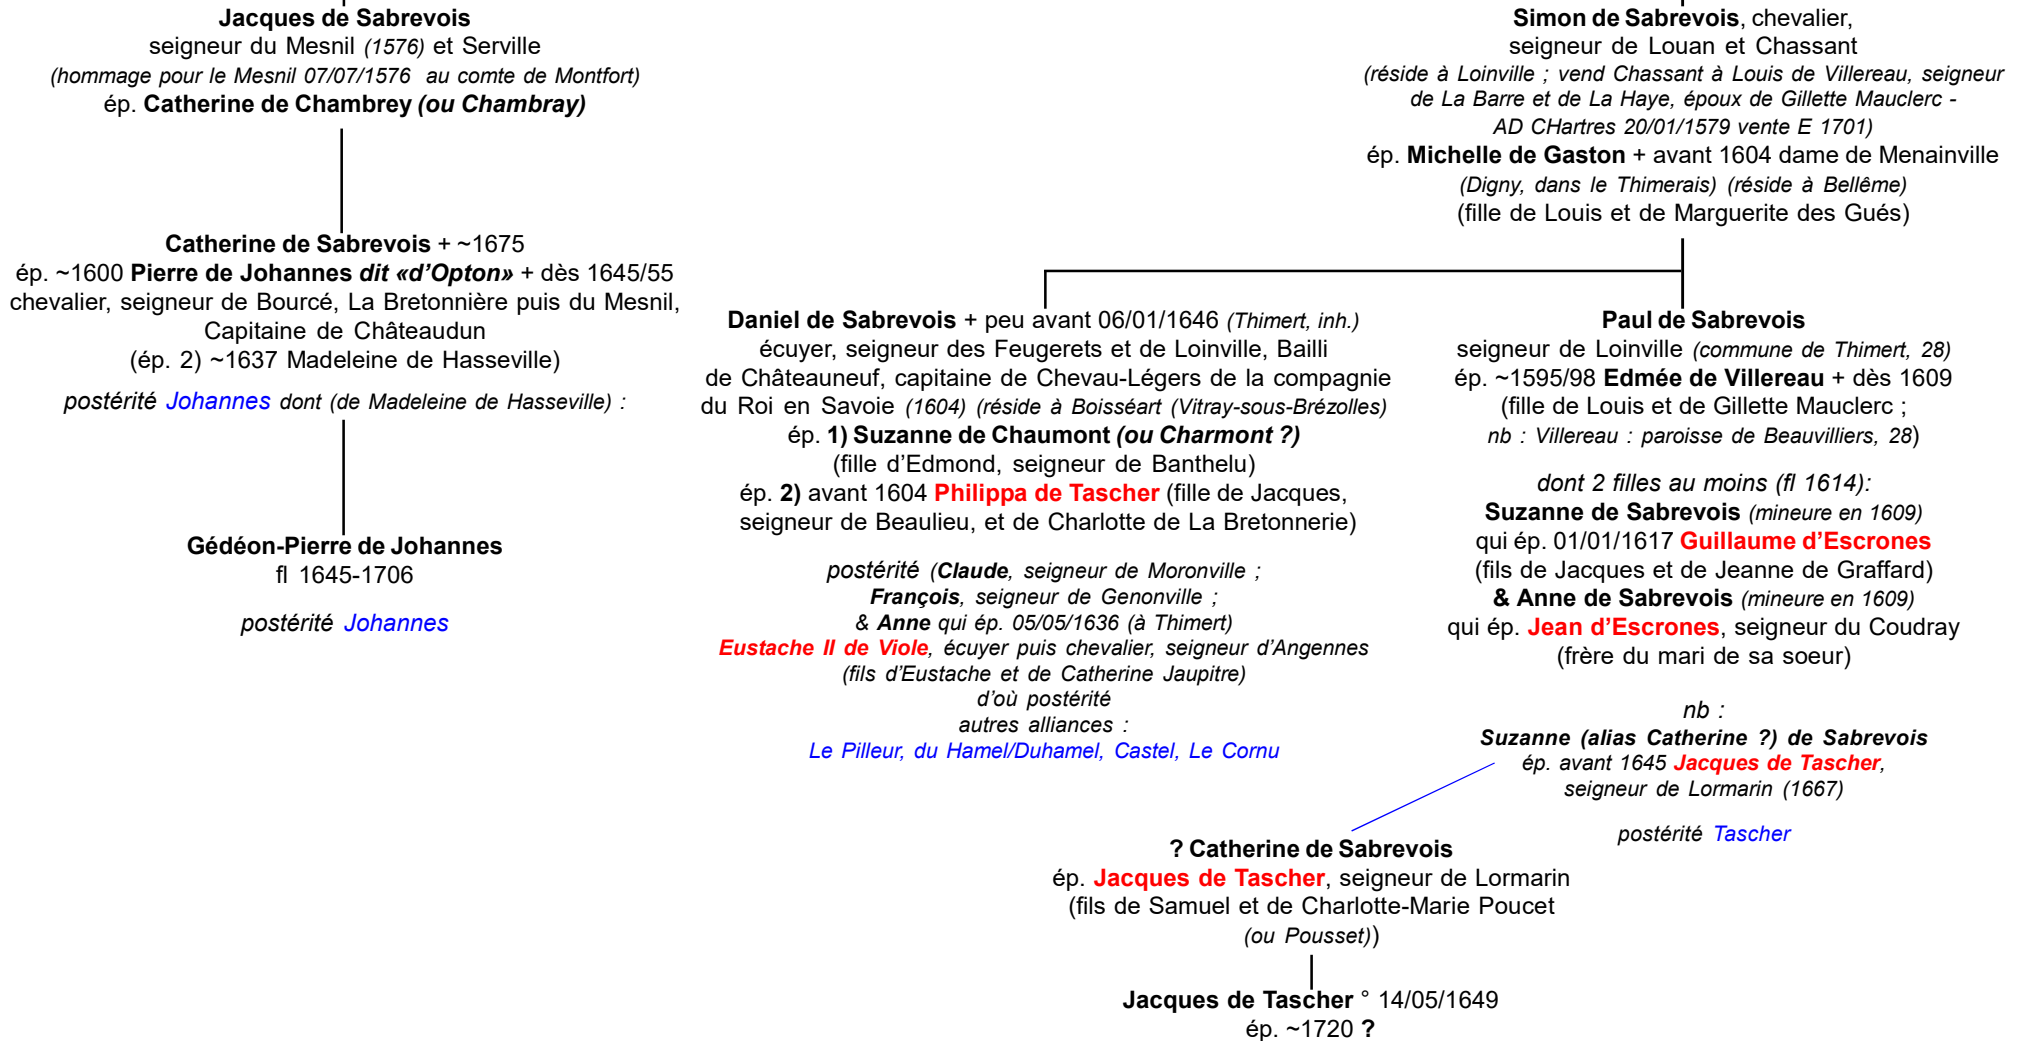 Jacques de Sabrevois
seigneur du Mesnil (1576) et Serville
(hommage pour le Mesnil 07/07/1576 au comte de Montfort)
ép. Catherine de Chambrey (ou Chambray)
Catherine de Sabrevois + ~1675
ép. ~1600 Pierre de Johannes dit «d'Opton» + dès 1645/55
chevalier, seigneur de Bourcé, La Bretonnière puis du Mesnil,
Capitaine de Châteaudun
(ép. 2) ~1637 Madeleine de Hasseville)
postérité Johannes dont (de Madeleine de Hasseville) :
Gédéon-Pierre de Johannes
fl 1645-1706
postérité Johannes
Simon de Sabrevois, chevalier,
seigneur de Louan et Chassant
(réside à Loinville ; vend Chassant à Louis de Villereau, seigneur
de La Barre et de La Haye, époux de Gillette Mauclerc -
AD CHartres 20/01/1579 vente E 1701)
ép. Michelle de Gaston + avant 1604 dame de Menainville
(Digny, dans le Thimerais) (réside à Bellême)
(fille de Louis et de Marguerite des Gués)
Daniel de Sabrevois + peu avant 06/01/1646 (Thimert, inh.)
écuyer, seigneur des Feugerets et de Loinville, Bailli
de Châteauneuf, capitaine de Chevau-Légers de la compagnie
du Roi en Savoie (1604) (réside à Boisséart (Vitray-sous-Brézolles)
ép. 1) Suzanne de Chaumont (ou Charmont ?)
(fille d'Edmond, seigneur de Banthelu)
ép. 2) avant 1604 Philippa de Tascher (fille de Jacques,
seigneur de Beaulieu, et de Charlotte de La Bretonnerie)
postérité (Claude, seigneur de Moronville ;
François, seigneur de Genonville ;
& Anne qui ép. 05/05/1636 (à Thimert)
Eustache II de Viole, écuyer puis chevalier, seigneur d'Angennes
(fils d'Eustache et de Catherine Jaupitre)
d'où postérité
autres alliances :
Le Pilleur, du Hamel/Duhamel, Castel, Le Cornu
Paul de Sabrevois
seigneur de Loinville (commune de Thimert, 28)
ép. ~1595/98 Edmée de Villereau + dès 1609
(fille de Louis et de Gillette Mauclerc ;
nb : Villereau : paroisse de Beauvilliers, 28)
dont 2 filles au moins (fl 1614):
Suzanne de Sabrevois (mineure en 1609)
qui ép. 01/01/1617 Guillaume d'Escrones
(fils de Jacques et de Jeanne de Graffard)
& Anne de Sabrevois (mineure en 1609)
qui ép. Jean d'Escrones, seigneur du Coudray
(frère du mari de sa soeur)
nb :
Suzanne (alias Catherine ?) de Sabrevois
ép. avant 1645 Jacques de Tascher,
seigneur de Lormarin (1667)
postérité Tascher
? Catherine de Sabrevois
ép. Jacques de Tascher, seigneur de Lormarin
(fils de Samuel et de Charlotte-Marie Poucet
(ou Pousset))
Jacques de Tascher ° 14/05/1649
ép. ~1720 ?